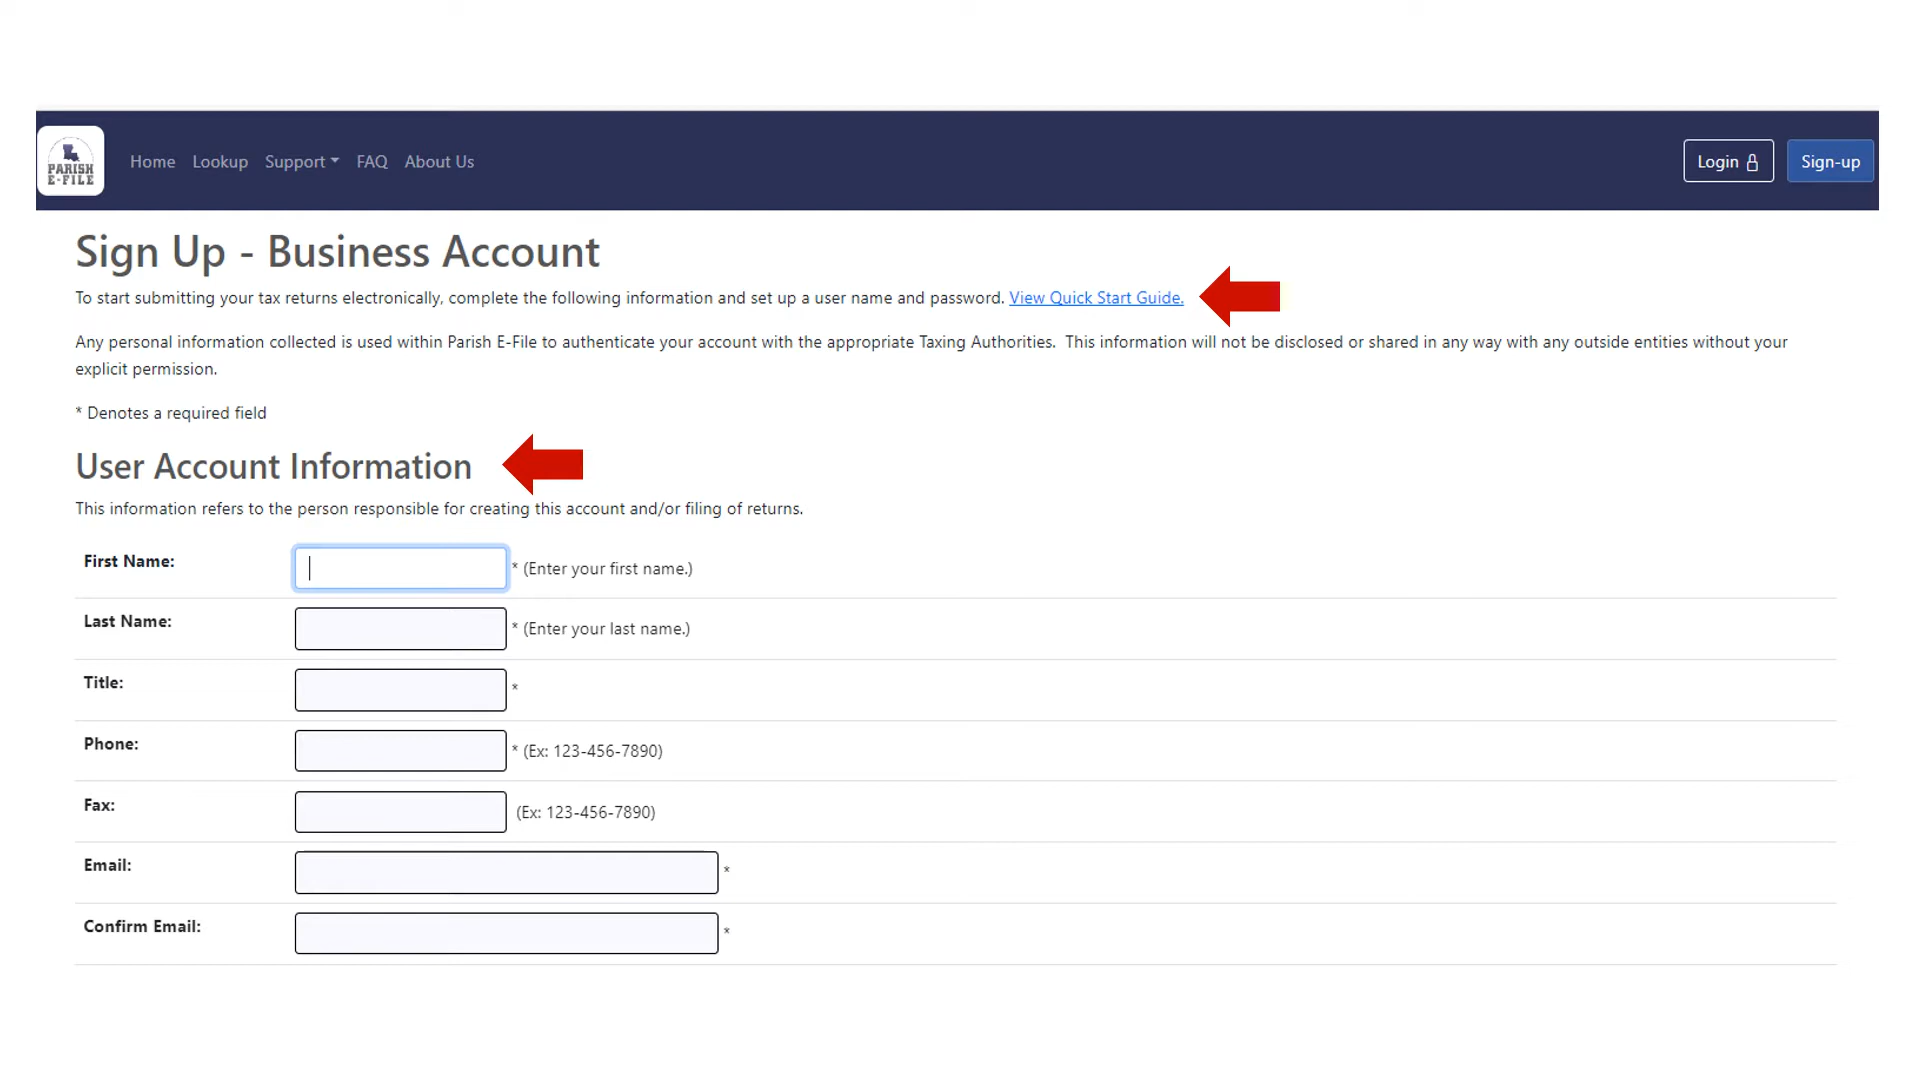 PARISH
E-FILE
Home Lookup Support FAQ About Us
Login Sign-up
Sign Up - Business Account
To start submitting your tax returns electronically, complete the following information and set up a user name and password. View Quick Start Guide.
Any personal information collected is used within Parish E-File to authenticate your account with the appropriate Taxing Authorities. This information will not be disclosed or shared in any way with any outside entities without your
explicit permission.
* Denotes a required field
User Account Information
This information refers to the person responsible for creating this account and/or filing of returns.
First Name: * (Enter your first name.)
Last Name: * (Enter your last name.)
Title: *
Phone: * (Ex: 123-456-7890)
Fax: (Ex: 123-456-7890)
Email: *
Confirm Email: *